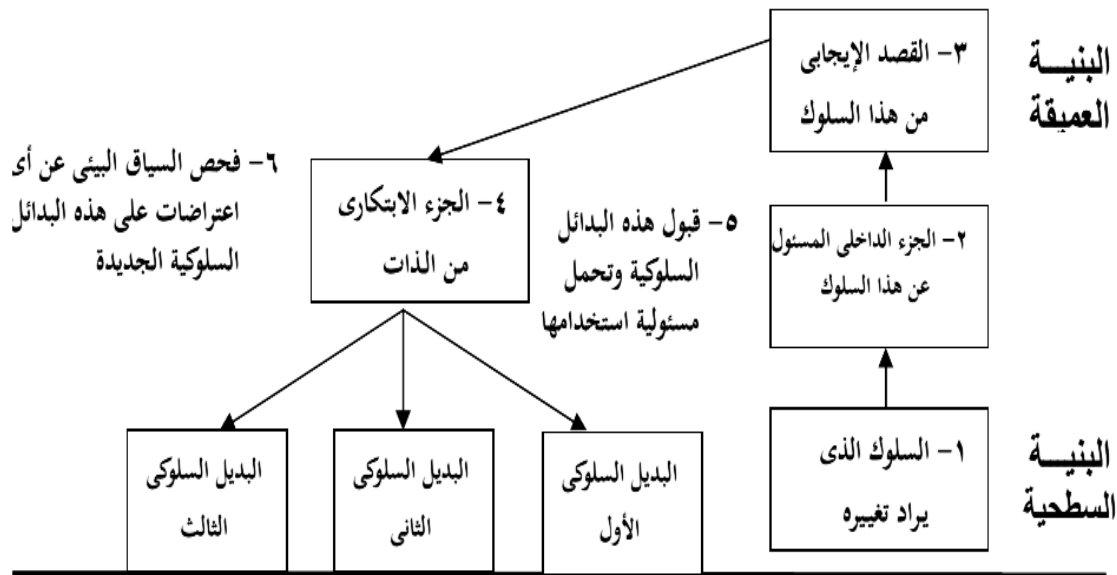 البنيـــة
العميقة
٣- القصد الإيجابى
من هذا السلوك
٢- الجزء الداخلى المسئول
عن هذا السلوك
البنيـــة
السطحية
١- السلوك الذى
يراد تغييره
٤- الجزء الابتكارى
من الذات
٥- قبول هذه البدائل
السلوكية وتحمل
مسئولية استخدامها
٦- فحص السياق البيئى عن أى
اعتراضات على هذه البدائل
السلوكية الجديدة
البديل السلوكى
الأول
البديل السلوكى
الثانى
البديل السلوكى
الثالث